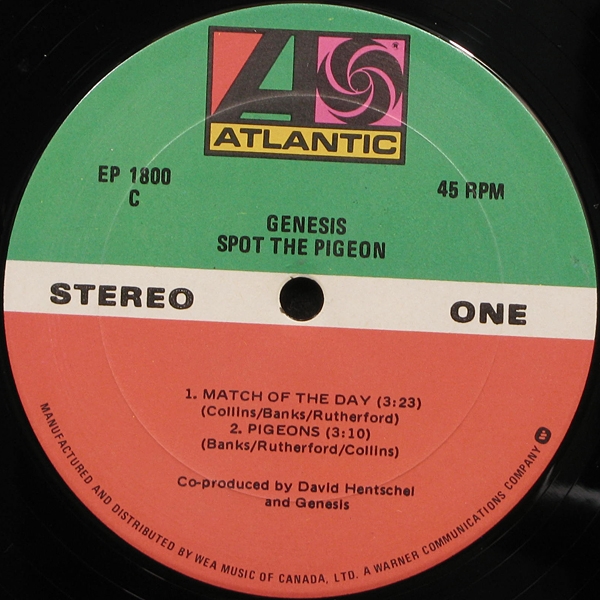 ATLANTIC
EP 1800
C
45 RPM
GENESIS
SPOT THE PIGEON
STEREO
ONE
1. MATCH OF THE DAY (3:23)
(Collins/Banks/Rutherford)
2. PIGEONS (3:10)
(Banks/Rutherford/Collins)
Co-produced by David Hentschel
and Genesis
MANUFACTURED AND DISTRIBUTED BY WEA MUSIC OF CANADA, LTD. A WARNER COMMUNICATIONS COMPANY